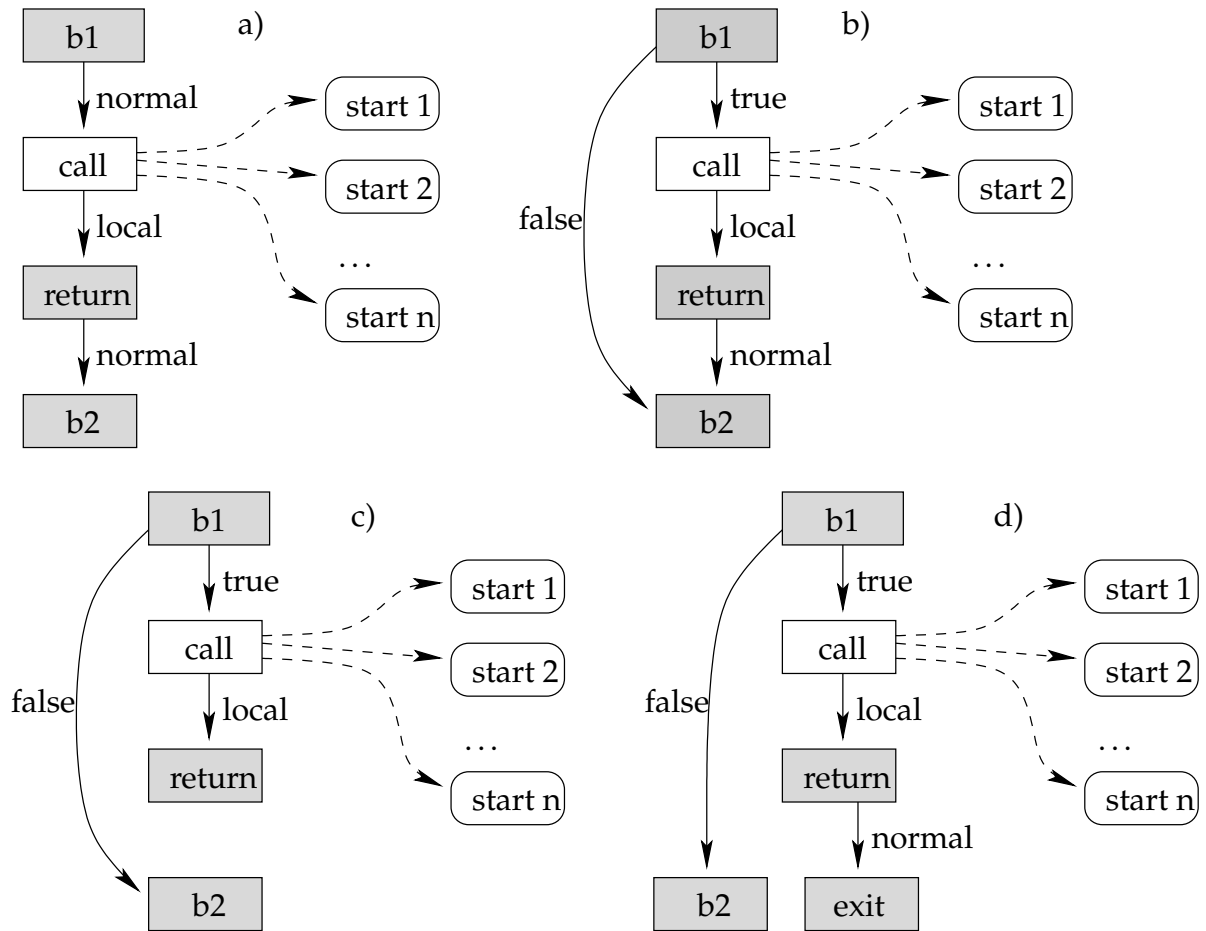 b1
a)
normal
start 1
call
start 2
local
...
return
start n
normal
b2
b1
b)
true
start 1
call
start 2
false
local
...
return
start n
normal
b2
b1
c)
true
start 1
call
start 2
false
local
...
return
start n
b2
b1
d)
true
start 1
call
start 2
false
local
...
return
start n
normal
b2
exit